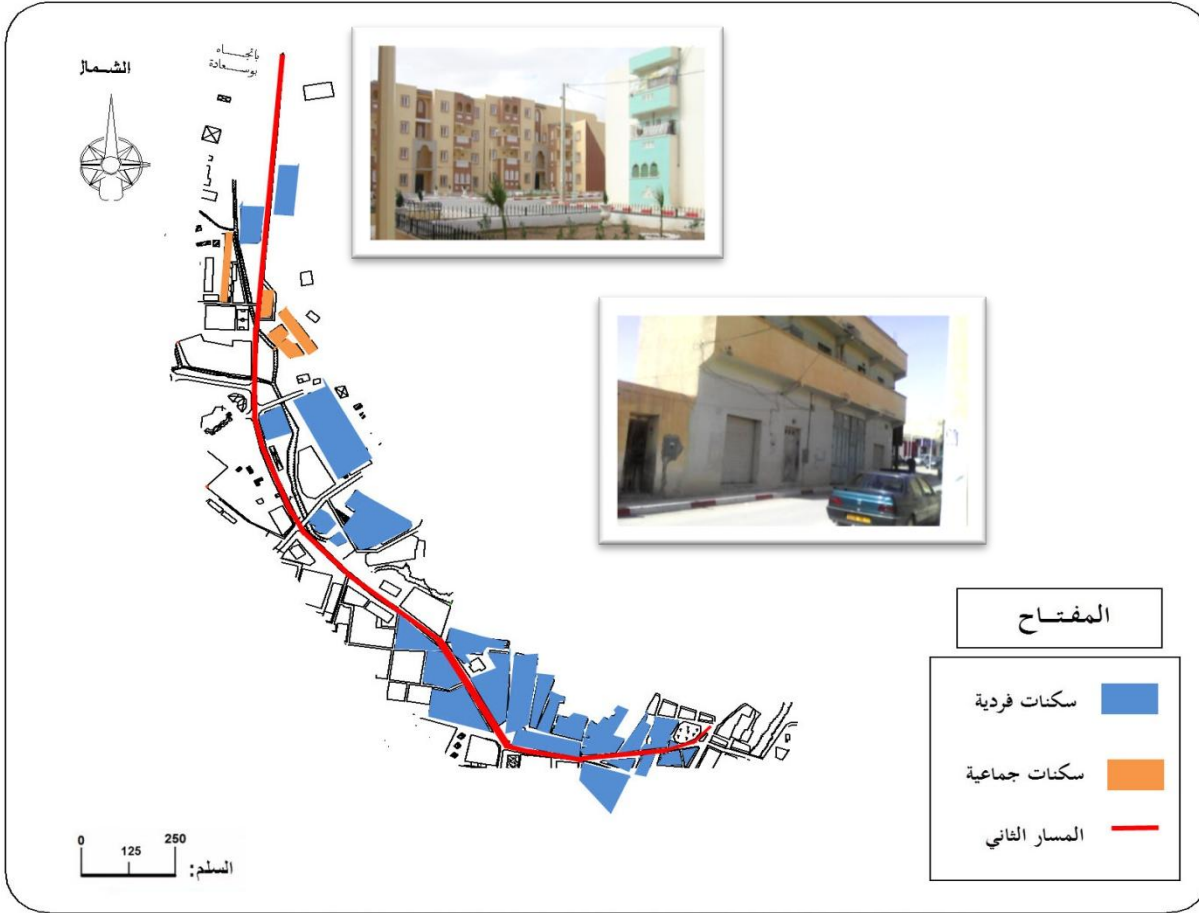 باتجاه
بوسعادة
الشمال
المفتاح
سكنات فردية
سكنات جماعية
المسار الثاني
0 125 250
السلم: